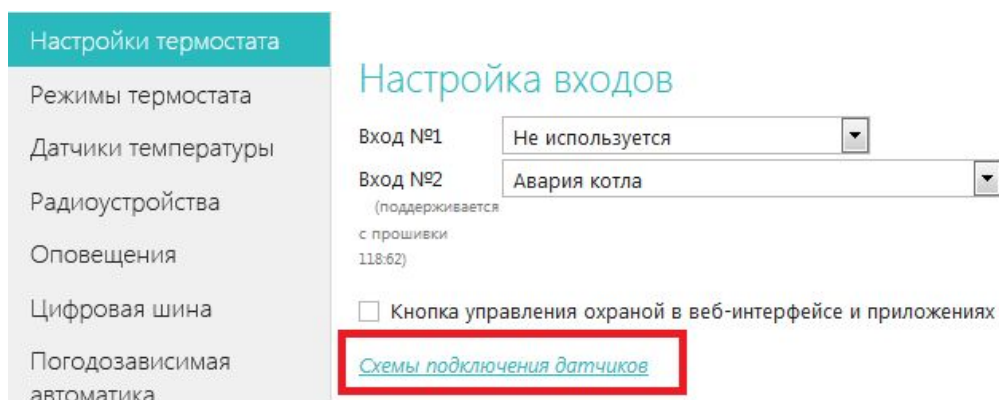 Настройки термостата
Режимы термостата
Датчики температуры
Радиоустройства
Оповещения
Цифровая шина
Погодозависимая
автоматика
Настройка входов
Вход №1 Не используется
Вход №2 Авария котла
(поддерживается
с прошивки
118:62)
Кнопка управления охраной в веб-интерфейсе и приложениях
Схемы подключения датчиков